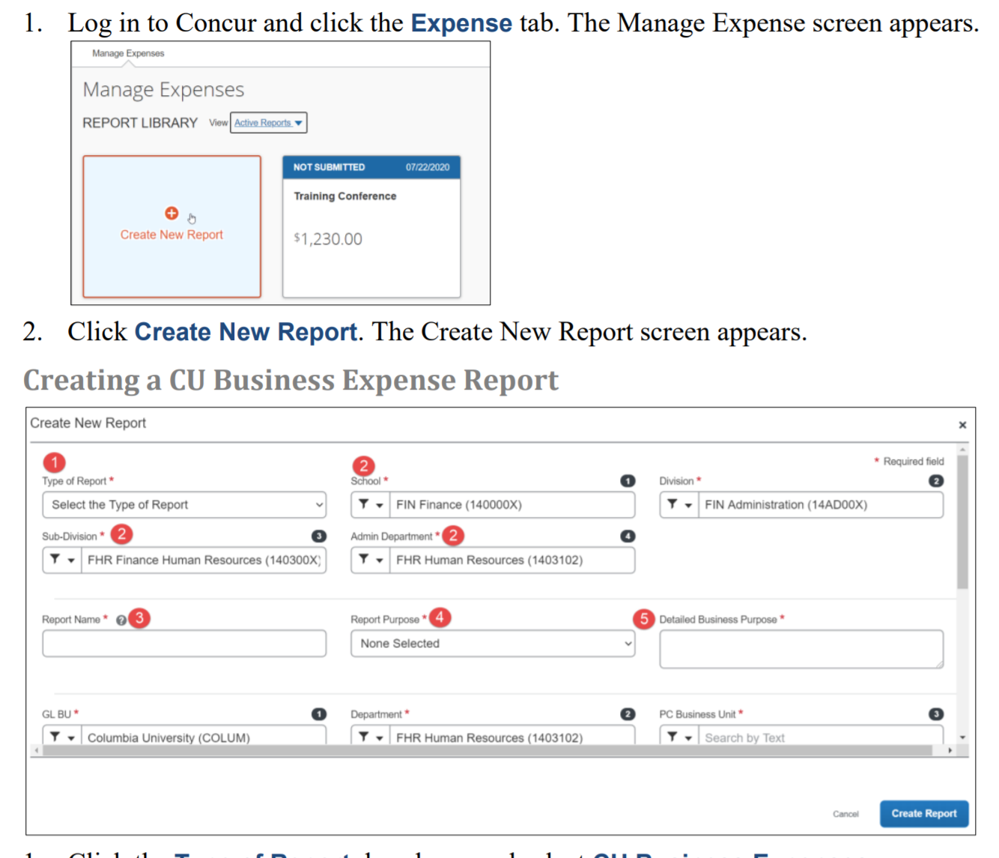 1. Log in to Concur and click the Expense tab. The Manage Expense screen appears.
Manage Expenses
Manage Expenses
REPORT LIBRARY View Active Reports
NOT SUBMITTED 07/22/2020
Training Conference
$1,230.00
Create New Report
2. Click Create New Report. The Create New Report screen appears.
Creating a CU Business Expense Report
Create New Report ×
* Required field
1 2
Type of Report * School * 1 Division * 2
Select the Type of Report FIN Finance (140000X) FIN Administration (14AD00X)
Sub-Division * 2 3 Admin Department * 2 4
FHR Finance Human Resources (140300X) FHR Human Resources (1403102)
Report Name * ? 3 Report Purpose * 4 5 Detailed Business Purpose *
None Selected
GL BU * 1 Department * 2 PC Business Unit * 3
Columbia University (COLUM) FHR Human Resources (1403102) Search by Text
Cancel Create Report